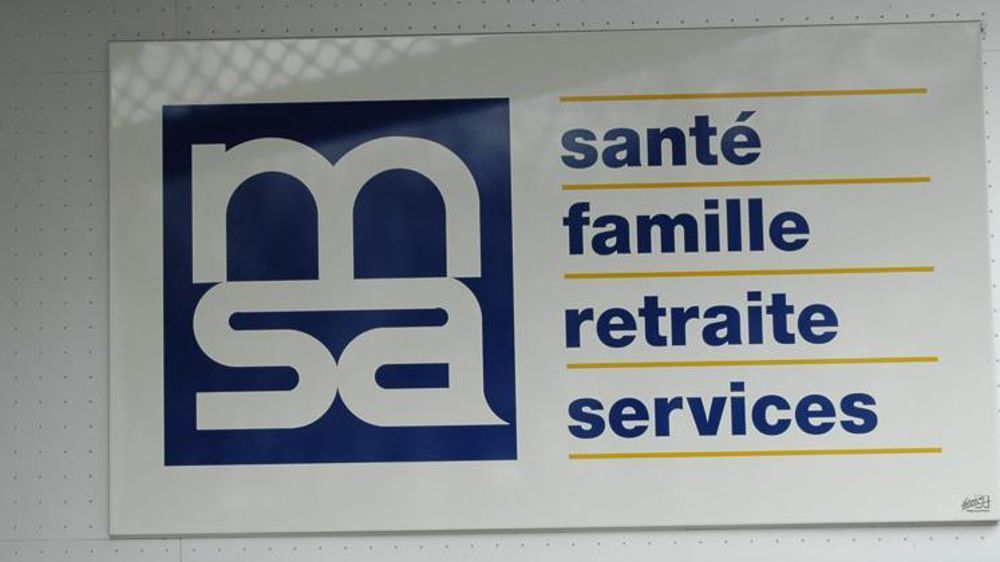 msa
santé
famille
retraite
services